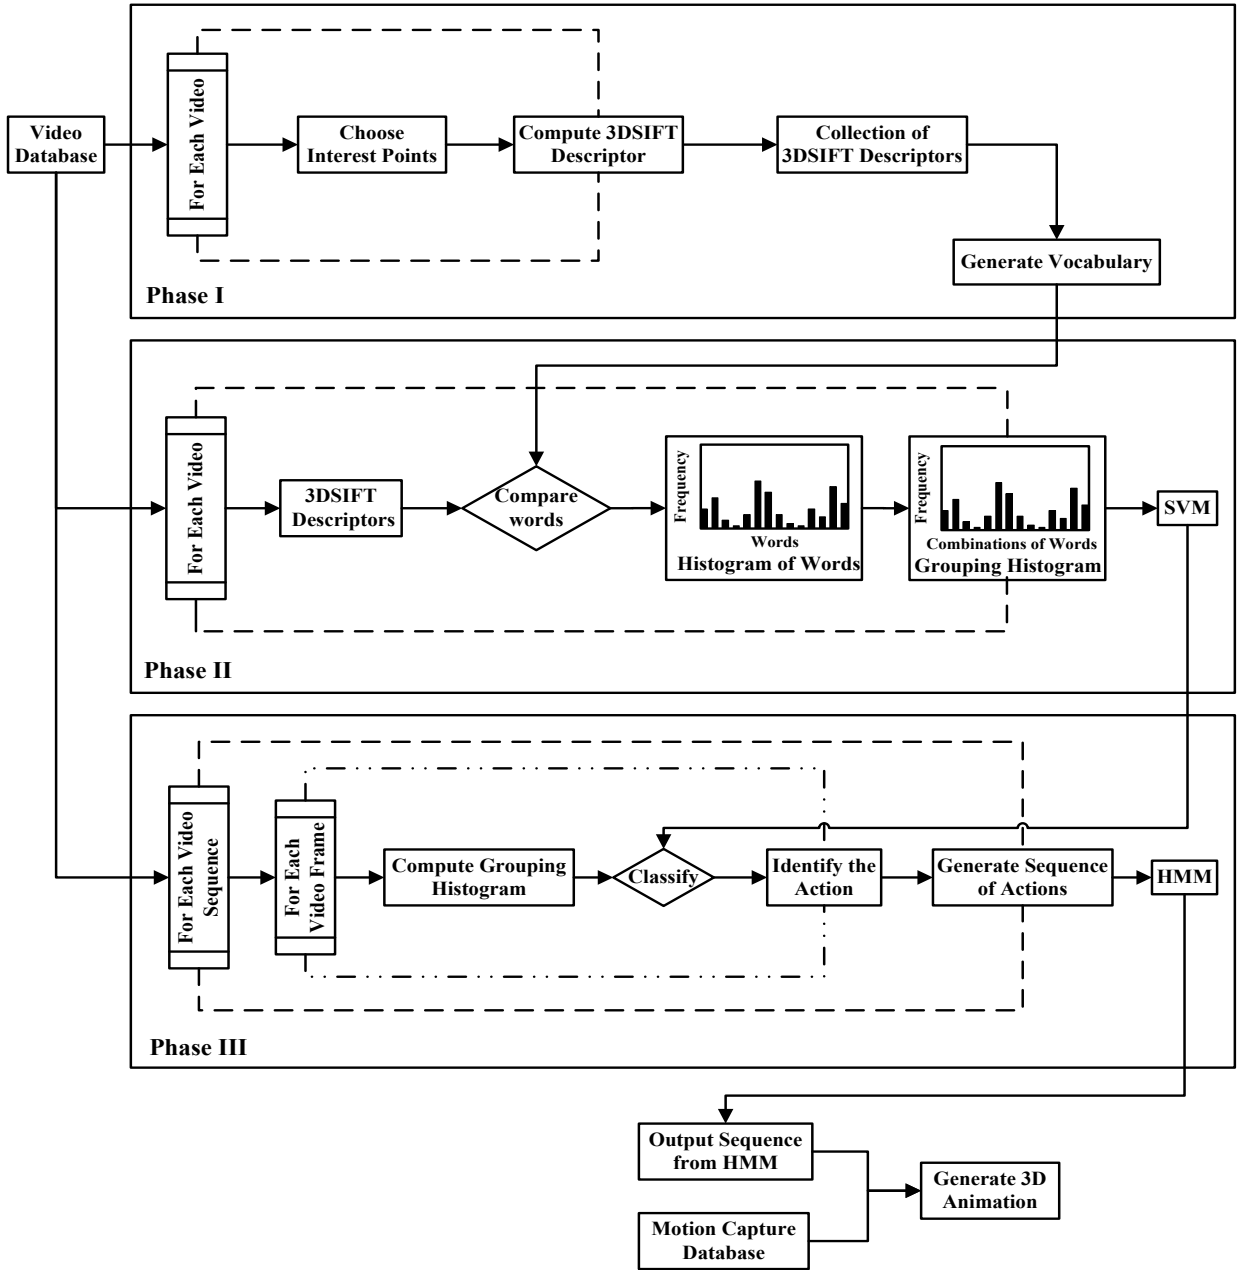 Video
Database
For Each Video
Choose
Interest Points
Compute 3DSIFT
Descriptor
Collection of
3DSIFT Descriptors
Generate Vocabulary
Phase I
For Each Video
3DSIFT
Descriptors
Compare
words
Frequency
Words
Histogram of Words
Frequency
Combinations of Words
Grouping Histogram
SVM
Phase II
For Each Video
Sequence
For Each
Video Frame
Compute Grouping
Histogram
Classify
Identify the
Action
Generate Sequence
of Actions
HMM
Phase III
Output Sequence
from HMM
Generate 3D
Animation
Motion Capture
Database